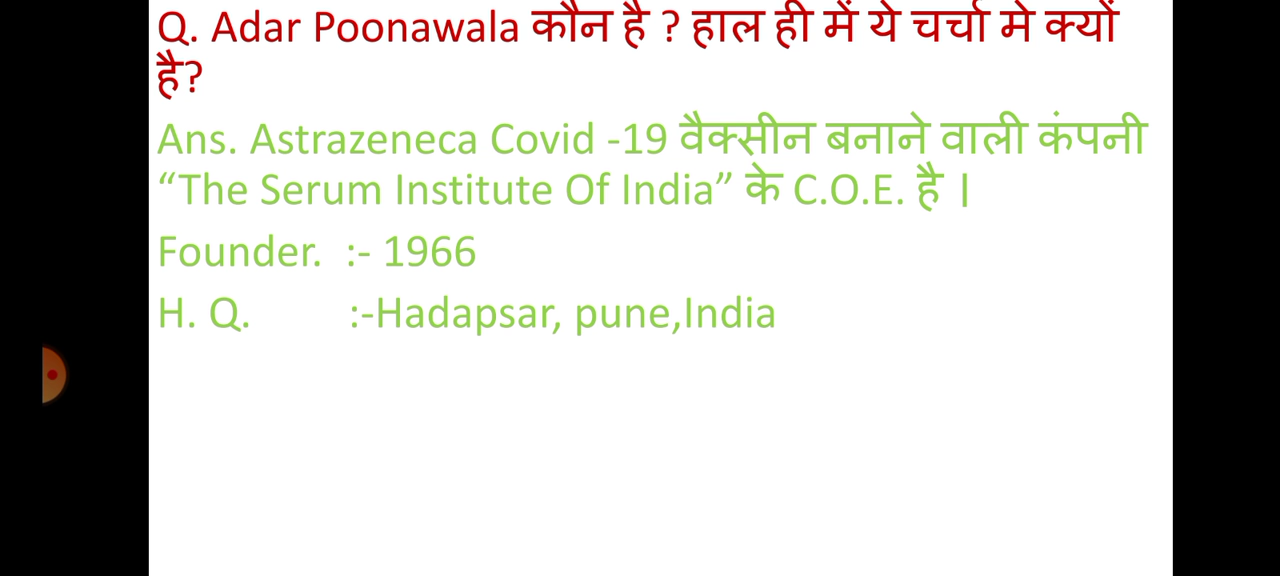 Q. Adar Poonawala कौन है ? हाल ही में ये चर्चा मे क्यों
है?
Ans. Astrazeneca Covid -19 वैक्सीन बनाने वाली कंपनी
“The Serum Institute Of India” के C.O.E. है ।
Founder. :- 1966
H. Q. :-Hadapsar, pune,India